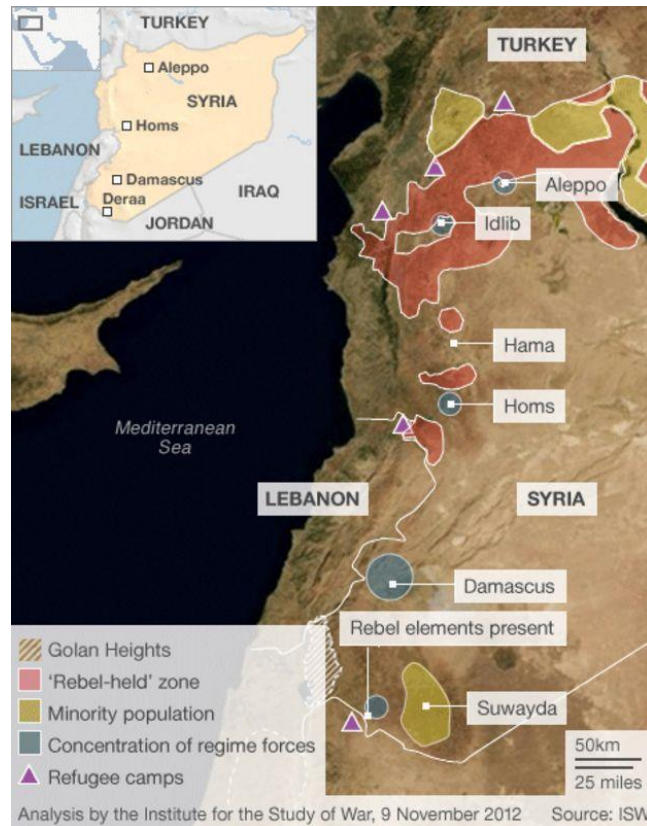 TURKEY
Aleppo
SYRIA
Homs
LEBANON
Damascus
IRAQ
ISRAEL
Deraa
JORDAN
TURKEY
Aleppo
Idlib
Hama
Homs
Mediterranean
Sea
LEBANON
SYRIA
Damascus
Rebel elements present
Suwayda
Golan Heights
‘Rebel-held’ zone
Minority population
Concentration of regime forces
Refugee camps
50km
25 miles
Analysis by the Institute for the Study of War, 9 November 2012
Source: ISW